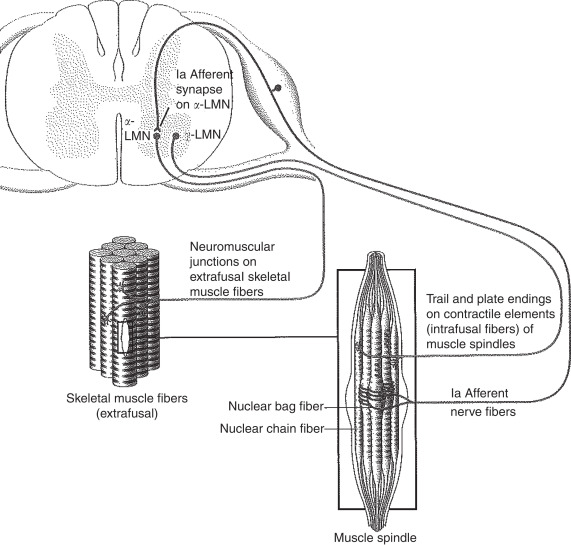 Ia Afferent
synapse
on α-LMN
α-
LMN
γ-LMN
Neuromuscular
junctions on
extrafusal skeletal
muscle fibers
Trail and plate endings
on contractile elements
(intrafusal fibers) of
muscle spindles
Skeletal muscle fibers
(extrafusal)
Nuclear bag fiber
Ia Afferent
nerve fibers
Nuclear chain fiber
Muscle spindle